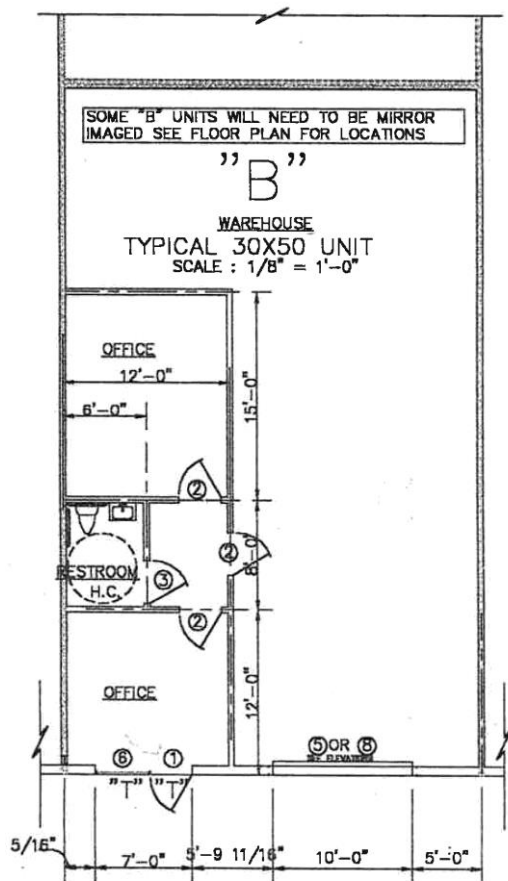 SOME "B" UNITS WILL NEED TO BE MIRROR
IMAGED SEE FLOOR PLAN FOR LOCATIONS
"B"
WAREHOUSE
TYPICAL 30X50 UNIT
SCALE : 1/8" = 1'-0"
OFFICE
12'-0"
6'-0"
15'-0"
2
2
8'-0"
3
RESTROOM
H.C.
2
OFFICE
12'-0"
6
1
5 OR 8
SEE ELEVATIONS
"T"
"T"
5/16"
7'-0"
5'-9 11/16"
10'-0"
5'-0"